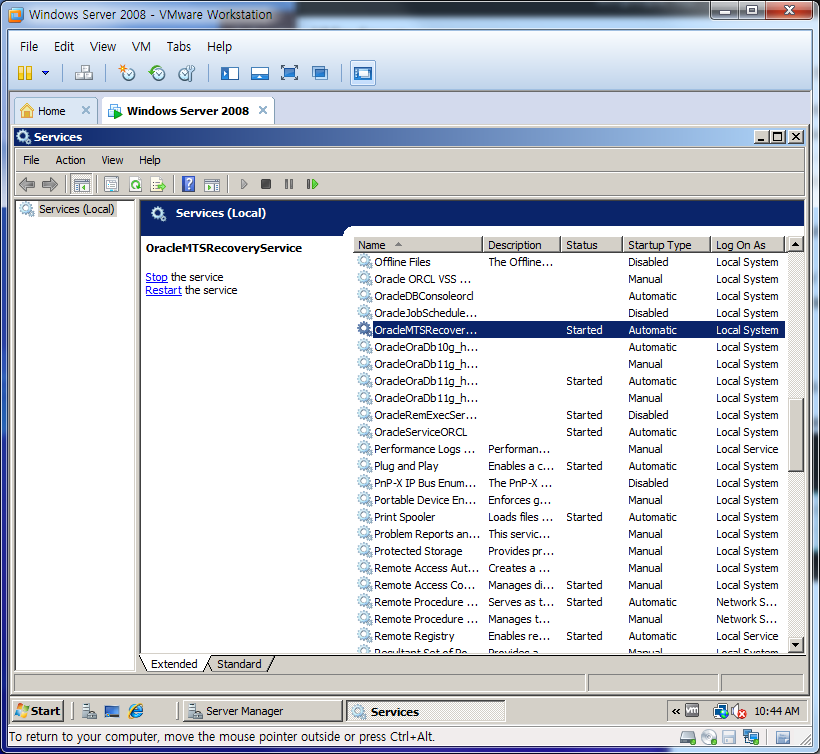 Windows Server 2008 - VMware Workstation
File Edit View VM Tabs Help
Home Windows Server 2008
Services
File Action View Help
Services (Local)
Services (Local)
OracleMTSRecoveryService
Stop the service
Restart the service
Name Description Status Startup Type Log On As
Offline Files The Offline... Disabled Local System
Oracle ORCL VSS ... Manual Local System
OracleDBConsoleorcl Automatic Local System
OracleJobSchedule... Disabled Local System
OracleMTSRecover... Started Automatic Local System
OracleOraDb10g_h... Automatic Local System
OracleOraDb11g_h... Manual Local System
OracleOraDb11g_h... Started Automatic Local System
OracleOraDb11g_h... Manual Local System
OracleRemExecSer... Started Disabled Local System
OracleServiceORCL Started Automatic Local System
Performance Logs ... Performan... Manual Local Service
Plug and Play Enables a c... Started Automatic Local System
PnP-X IP Bus Enum... The PnP-X ... Disabled Local System
Portable Device En... Enforces g... Manual Local System
Print Spooler Loads files ... Started Automatic Local System
Problem Reports an... This servic... Manual Local System
Protected Storage Provides pr... Manual Local System
Remote Access Aut... Creates a ... Manual Local System
Remote Access Co... Manages di... Started Manual Local System
Remote Procedure ... Serves as t... Started Automatic Network S...
Remote Procedure ... Manages t... Manual Network S...
Remote Registry Enables re... Started Automatic Local Service
Resultant Set of Po... Provides a ... Manual Local System
Extended Standard
Start Server Manager Services « vm 10:44 AM
To return to your computer, move the mouse pointer outside or press Ctrl+Alt.